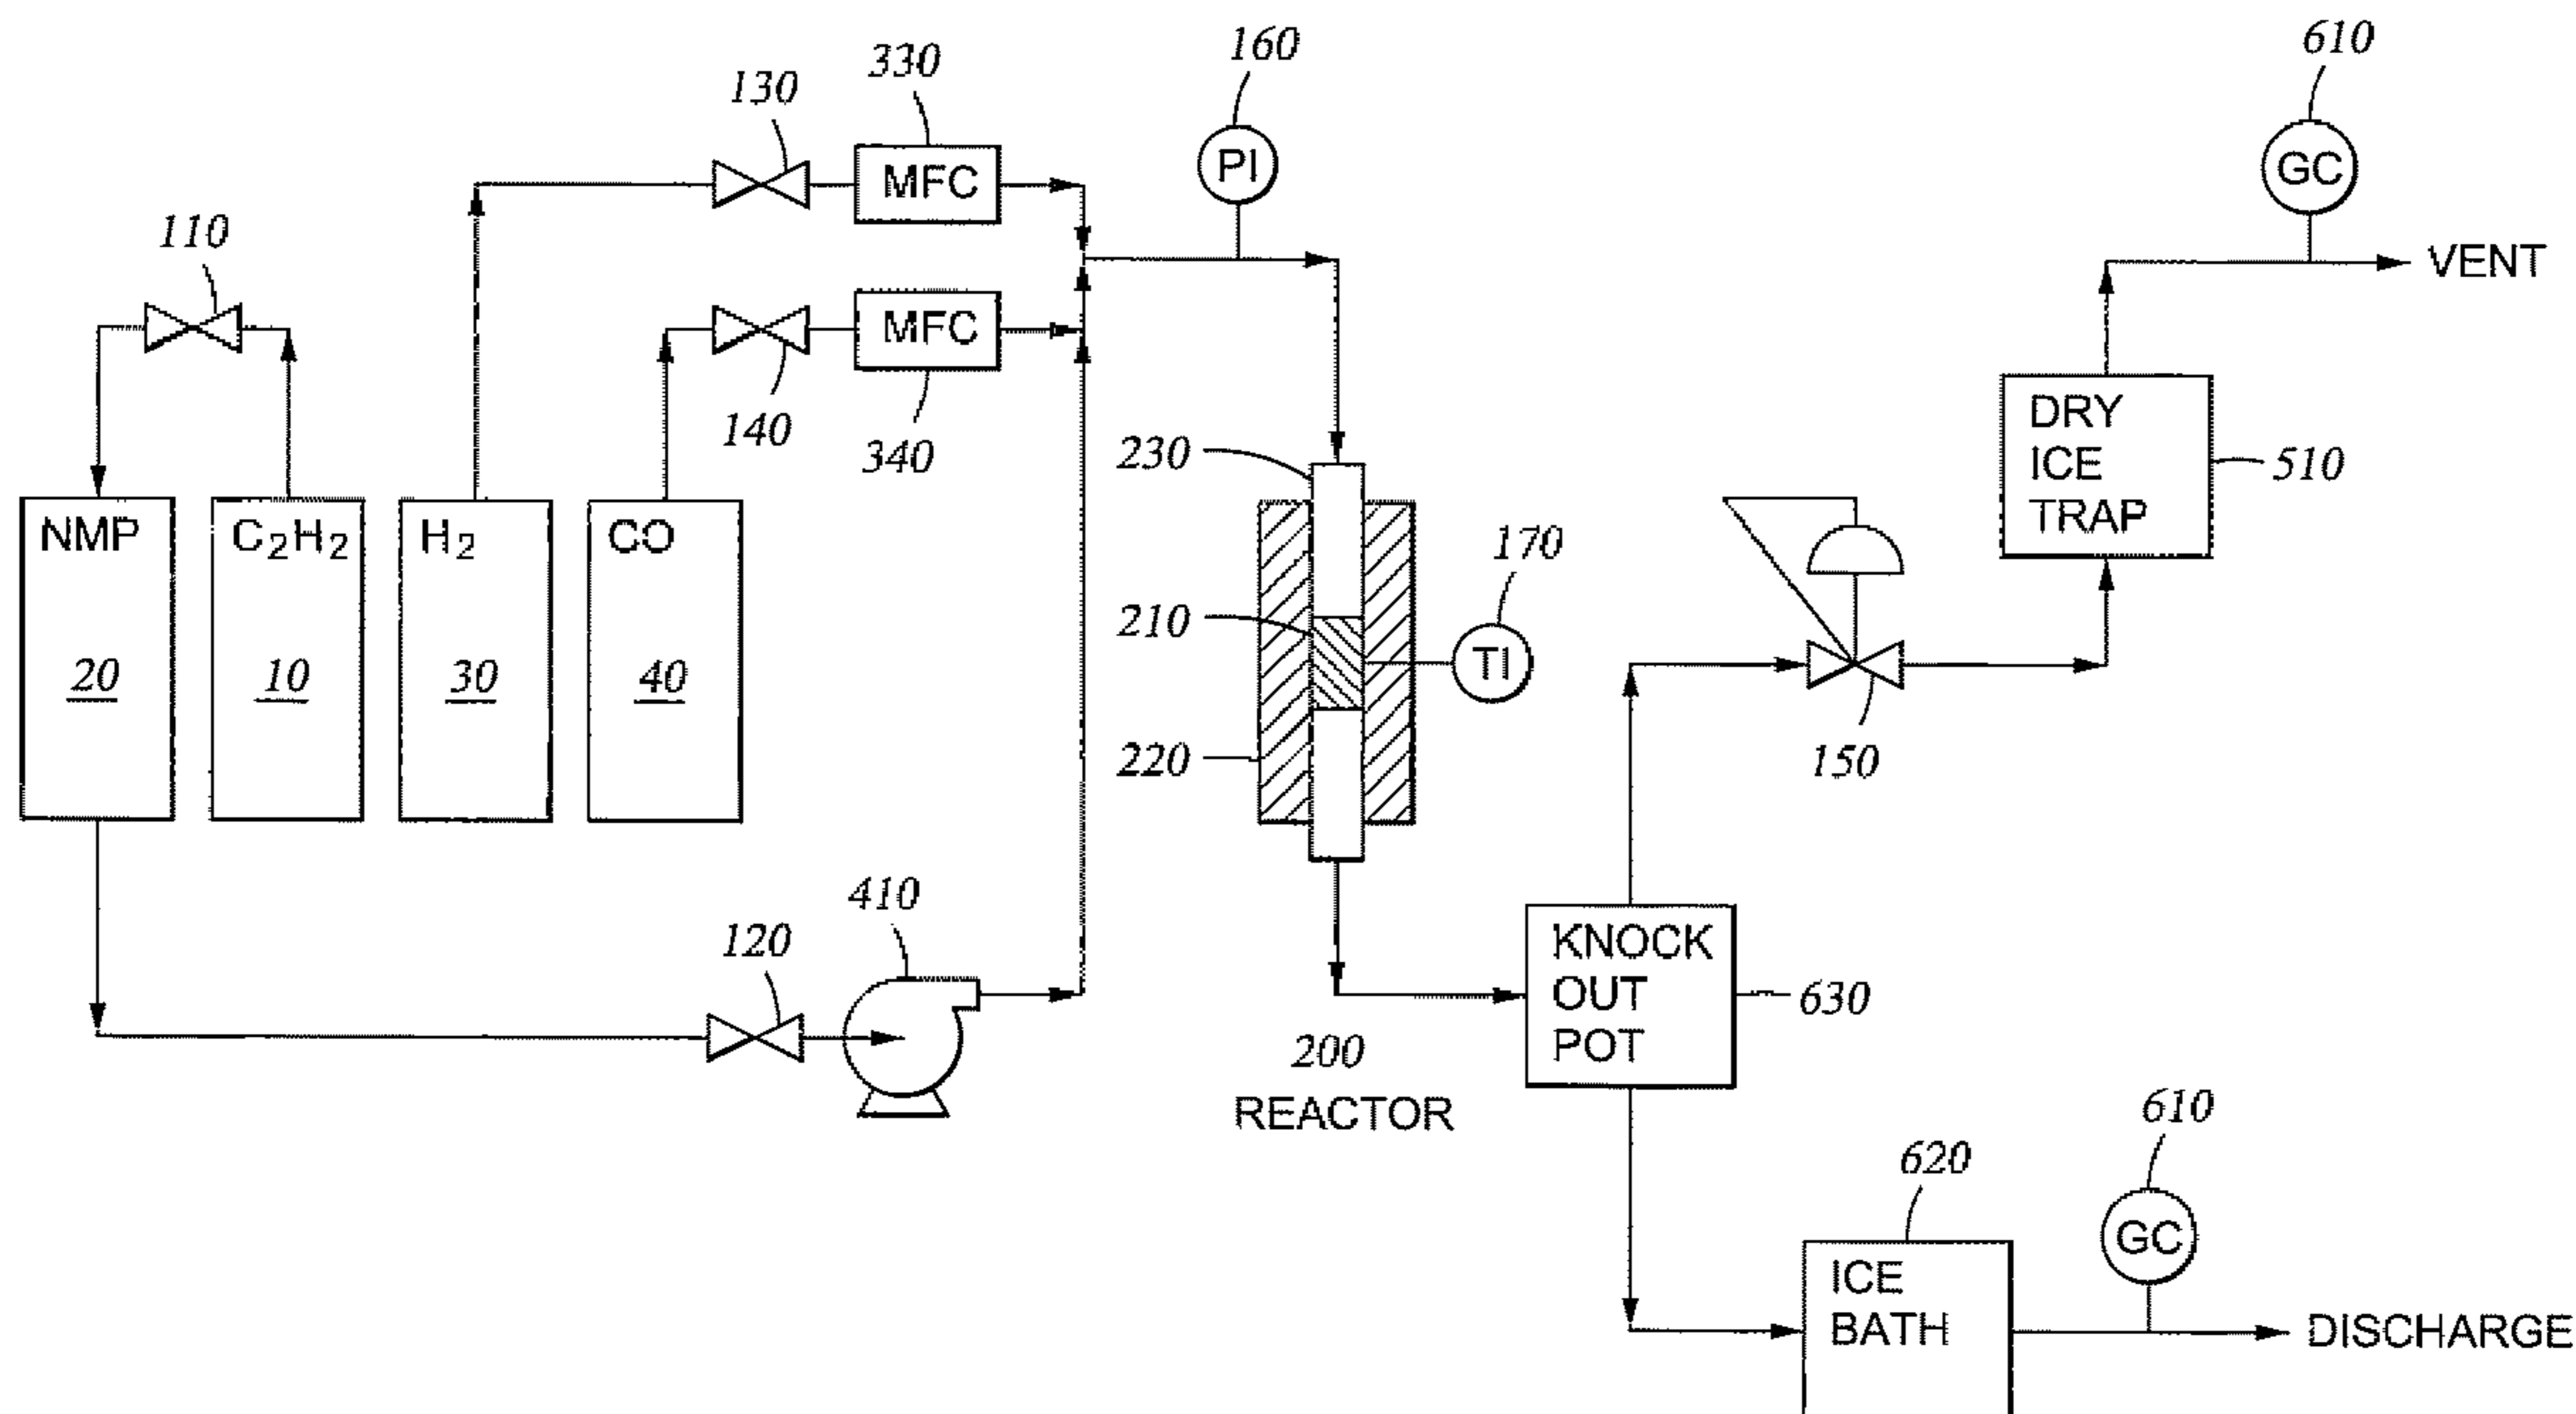 610
160
330
130
PI
GC
MFC
110
VENT
MFC
DRY
ICE
TRAP
140
340
230
510
NMP
C2H2
H2
CO
170
210
TI
20
10
30
40
220
150
410
120
KNOCK
OUT
POT
630
200
REACTOR
610
620
GC
ICE
BATH
DISCHARGE